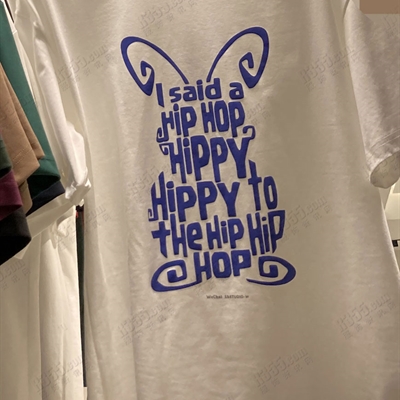 I said a
HIP HOP
HiPPY
HiPPY to
the HiP HiP
HOP